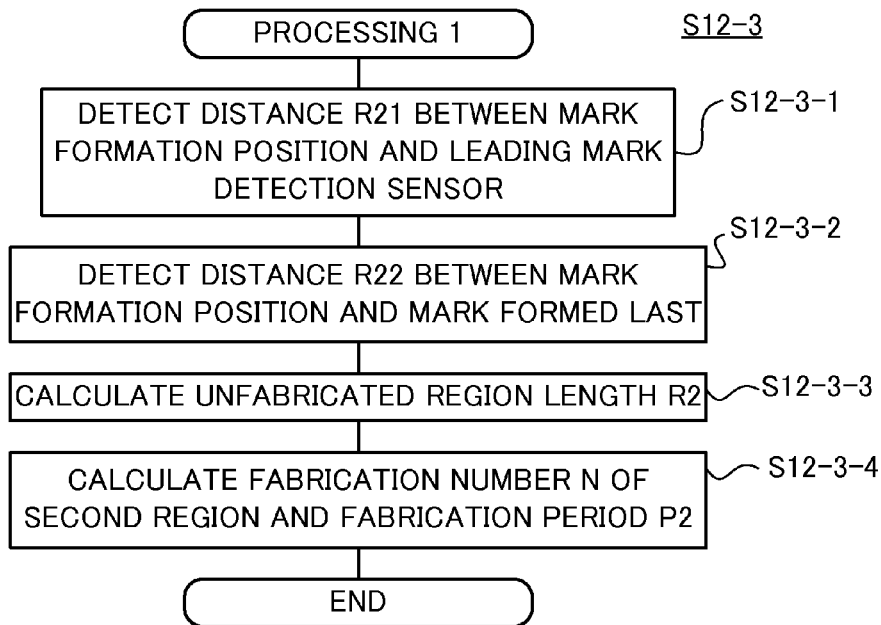 PROCESSING 1
S12-3
DETECT DISTANCE R21 BETWEEN MARK
FORMATION POSITION AND LEADING MARK
DETECTION SENSOR
S12-3-1
DETECT DISTANCE R22 BETWEEN MARK
FORMATION POSITION AND MARK FORMED LAST
S12-3-2
CALCULATE UNFABRICATED REGION LENGTH R2
S12-3-3
CALCULATE FABRICATION NUMBER N OF
SECOND REGION AND FABRICATION PERIOD P2
S12-3-4
END